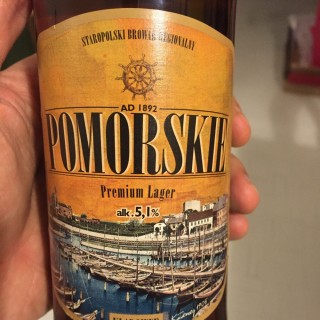 STAROPOLSKI BROWAR REGIONALNY
AD 1892
POMORSKIE
Premium Lager
alk. 5,1%